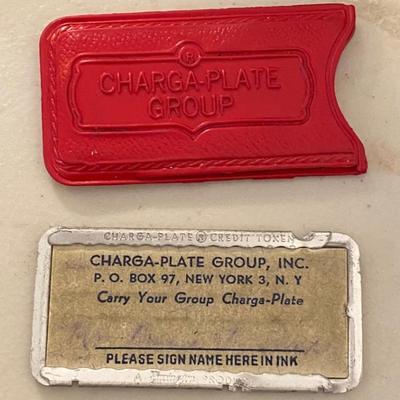 ®
CHARGA-PLATE
GROUP
CHARGA-PLATE ® CREDIT TOKEN
CHARGA-PLATE GROUP, INC.
P. O. BOX 97, NEW YORK 3, N. Y
Carry Your Group Charga-Plate
PLEASE SIGN NAME HERE IN INK
A